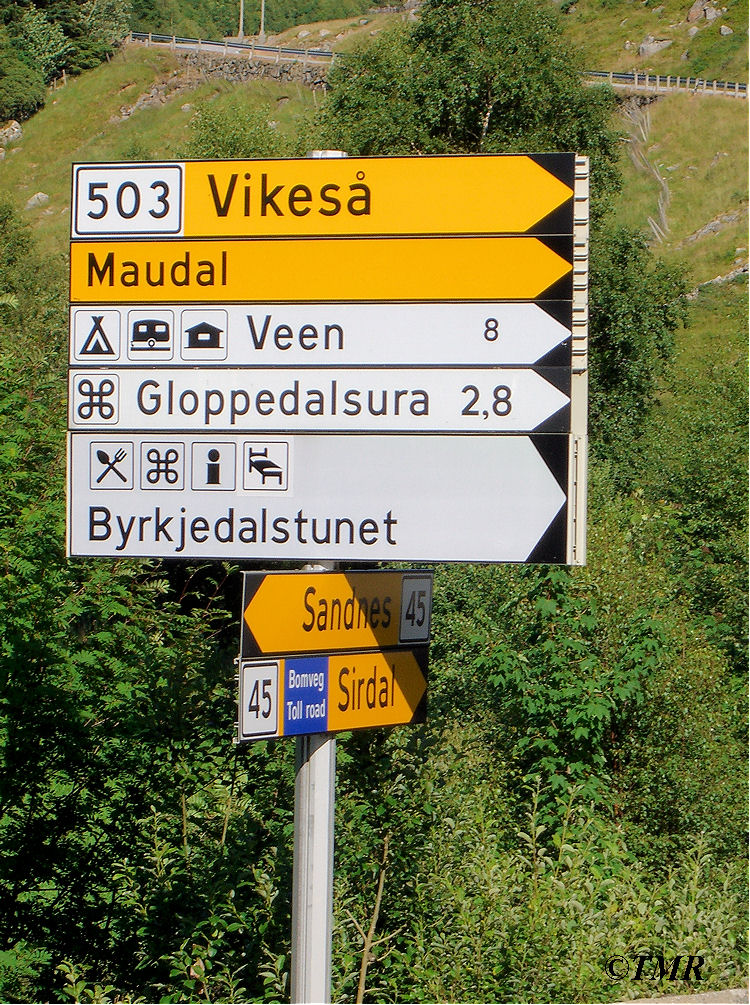 503 Vikeså
Maudal
Veen 8
Gloppedalsura 2,8
i
Byrkjedalstunet
Sandnes 45
45 Bomveg Sirdal
Toll road
©TMR